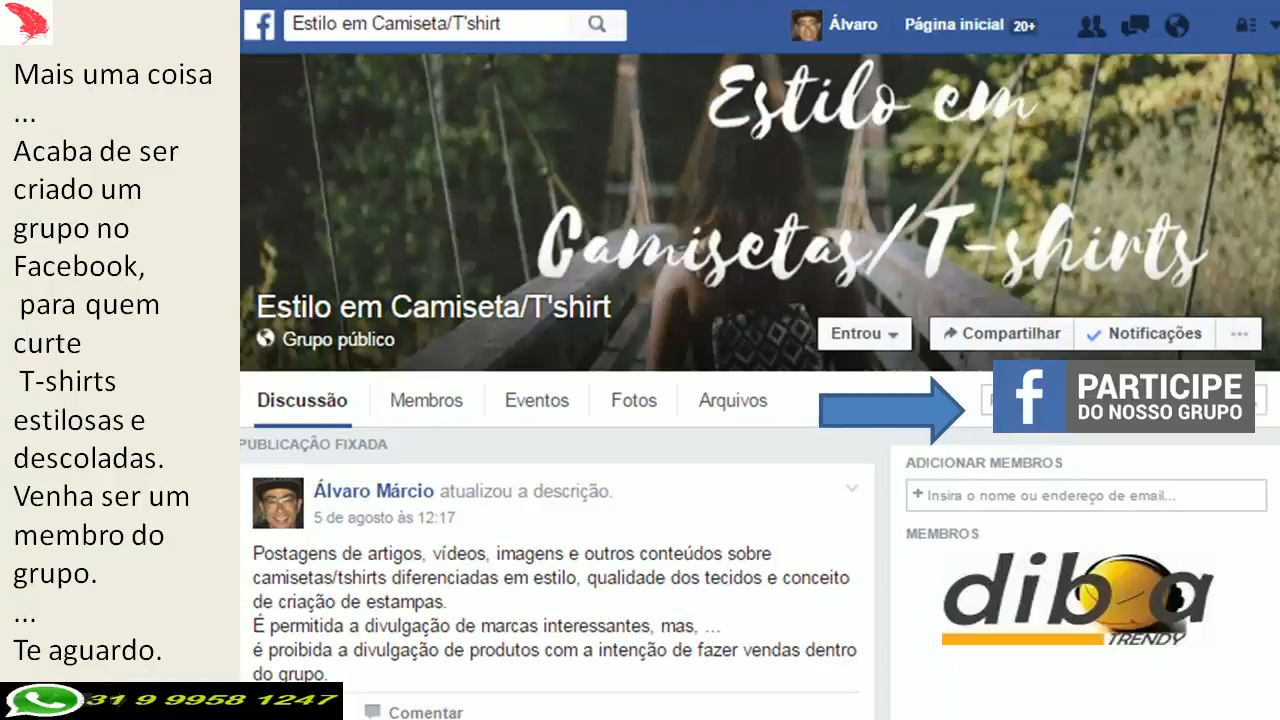 Mais uma coisa
...
Acaba de ser
criado um
grupo no
Facebook,
para quem
curte
T-shirts
estilosas e
descoladas.
Venha ser um
membro do
grupo.
...
Te aguardo.
31 9 9958 1247
Estilo em Camiseta/T'shirt
Álvaro
Página inicial 20+
Estilo em
Camisetas/T-shirts
Estilo em Camiseta/T'shirt
Grupo público
Entrou
Compartilhar
Notificações
Discussão
Membros
Eventos
Fotos
Arquivos
f PARTICIPE
DO NOSSO GRUPO
PUBLICAÇÃO FIXADA
Álvaro Márcio atualizou a descrição.
5 de agosto às 12:17
Postagens de artigos, vídeos, imagens e outros conteúdos sobre
camisetas/tshirts diferenciadas em estilo, qualidade dos tecidos e conceito
de criação de estampas.
É permitida a divulgação de marcas interessantes, mas, ...
é proibida a divulgação de produtos com a intenção de fazer vendas dentro
do grupo.
Comentar
ADICIONAR MEMBROS
+ Insira o nome ou endereço de email...
MEMBROS
diboa
TRENDY